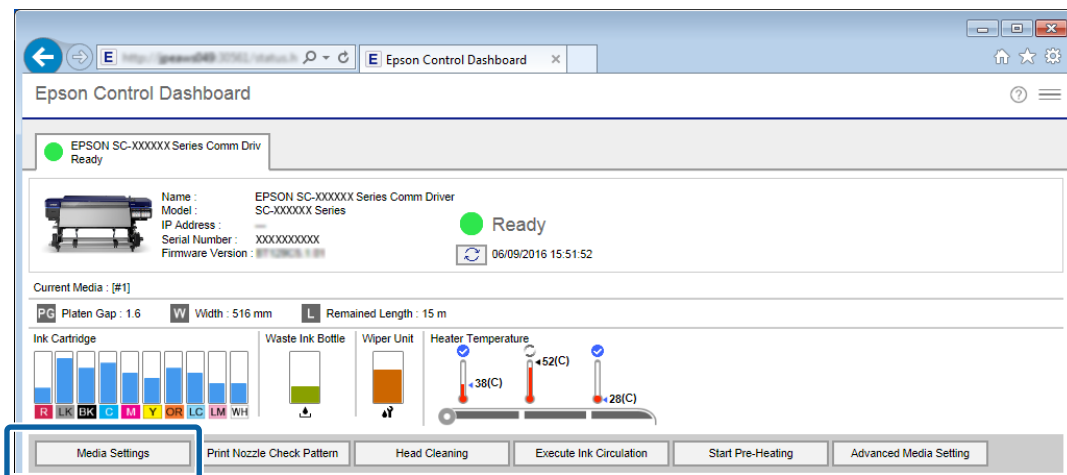 E
E Epson Control Dashboard ×
Epson Control Dashboard
?
EPSON SC-XXXXXX Series Comm Driv
Ready
Name : EPSON SC-XXXXXX Series Comm Driver
Model : SC-XXXXXX Series
IP Address : —
Serial Number : XXXXXXXXXX
Firmware Version :
Ready
06/09/2016 15:51:52
Current Media : [#1]
PG Platen Gap : 1.6 W Width : 516 mm L Remained Length : 15 m
Ink Cartridge Waste Ink Bottle Wiper Unit Heater Temperature
52(C)
38(C)
28(C)
R LK BK C M Y OR LC LM WH
Media Settings Print Nozzle Check Pattern Head Cleaning Execute Ink Circulation Start Pre-Heating Advanced Media Setting